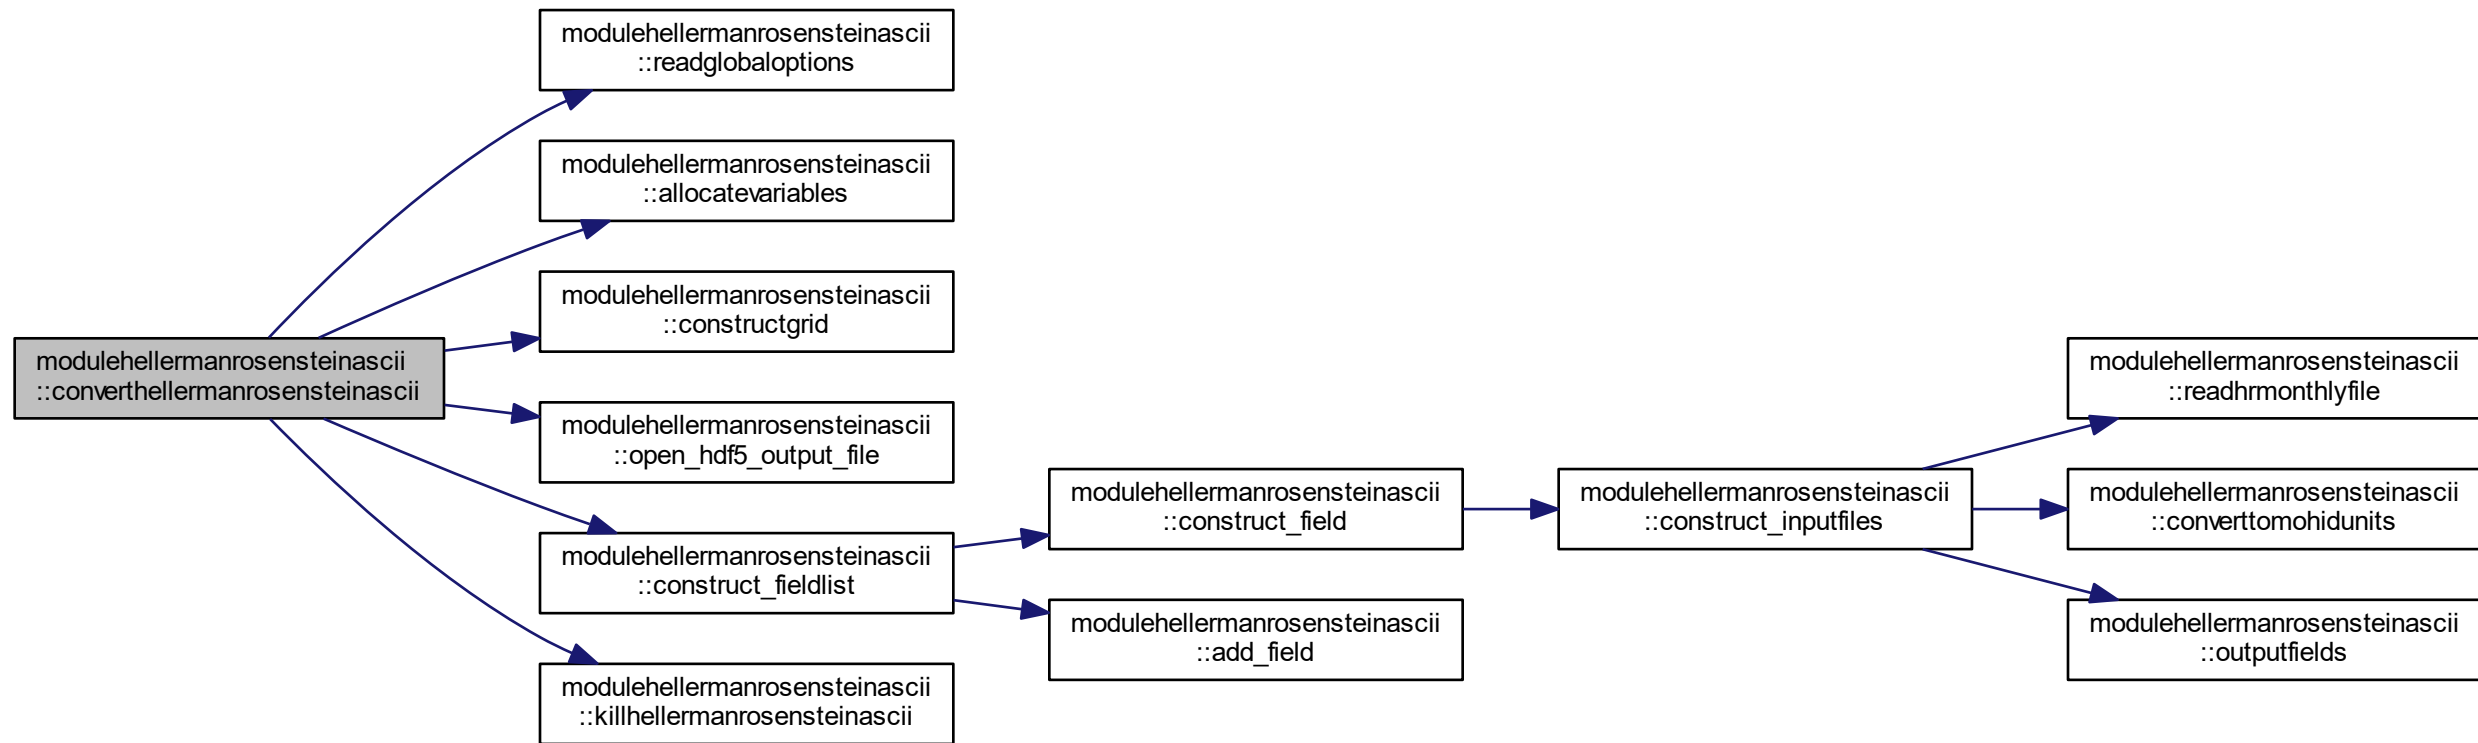 modulehellermanrosensteinascii
::converthellermanrosensteinascii
modulehellermanrosensteinascii
::readglobaloptions
modulehellermanrosensteinascii
::allocatevariables
modulehellermanrosensteinascii
::constructgrid
modulehellermanrosensteinascii
::open_hdf5_output_file
modulehellermanrosensteinascii
::construct_fieldlist
modulehellermanrosensteinascii
::killhellermanrosensteinascii
modulehellermanrosensteinascii
::construct_field
modulehellermanrosensteinascii
::add_field
modulehellermanrosensteinascii
::construct_inputfiles
modulehellermanrosensteinascii
::readhrmonthlyfile
modulehellermanrosensteinascii
::converttomohidunits
modulehellermanrosensteinascii
::outputfields